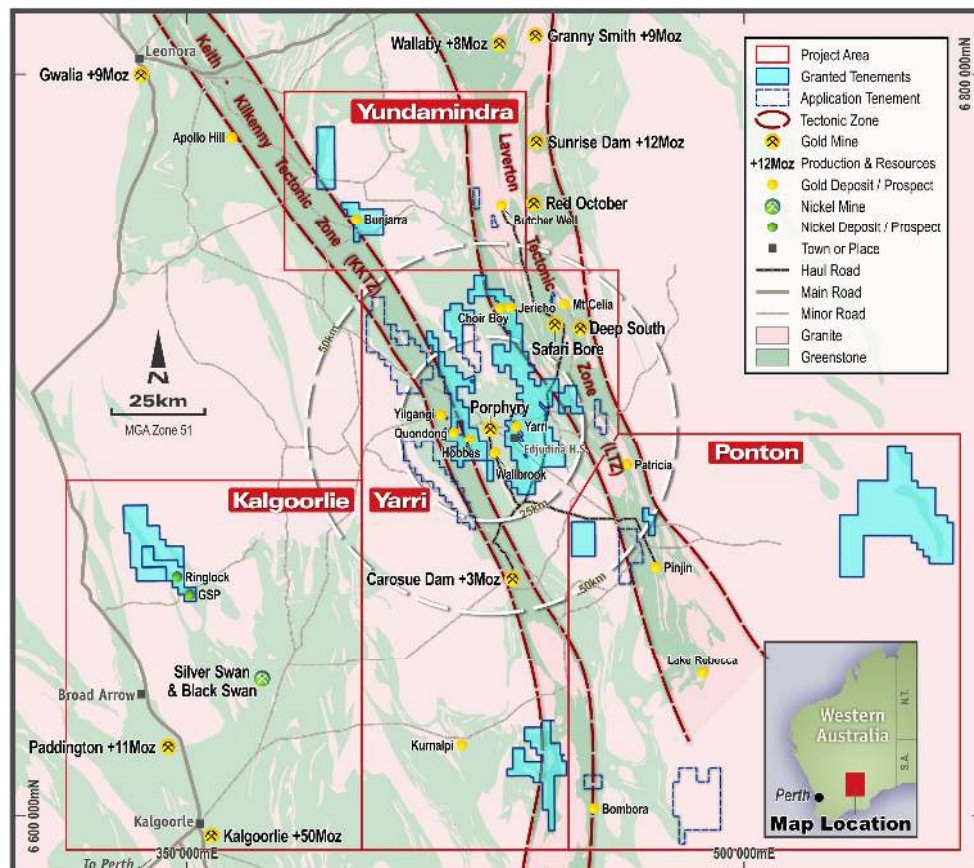 Leonora
Gwalia +9Moz
Wallaby +8Moz
Granny Smith +9Moz
Keith - Kilkenny Tectonic Zone (KKTZ)
Yundamindra
Apollo Hill
Laverton Tectonic Zone (LTZ)
Sunrise Dam +12Moz
Bunjarra
Red October
Butcher Well
50km
Choir Boy
Jericho
Mt Celia
Deep South
Safari Bore
N
25km
MGA Zone 51
Yilgangi
Porphyry
Quondong
Yarri
Edjudina H.S.
Hobbes
Wallbrook
Patricia
Kalgoorlie
Yarri
Ponton
25km
Ringlock
GSP
Carosue Dam +3Moz
50km
Pinjin
Silver Swan
& Black Swan
Lake Rebecca
Broad Arrow
Paddington +11Moz
Kurnalpi
Bombora
Kalgoorle
Kalgoorlie +50Moz
To Perth
350 000mE
500 000mE
6 600 000mN
6 800 000mN
Project Area
Granted Tenements
Application Tenement
Tectonic Zone
Gold Mine
+12Moz Production & Resources
Gold Deposit / Prospect
Nickel Mine
Nickel Deposit / Prospect
Town or Place
Haul Road
Main Road
Minor Road
Granite
Greenstone
Western
Australia
N.T.
S.A.
Perth
Map Location